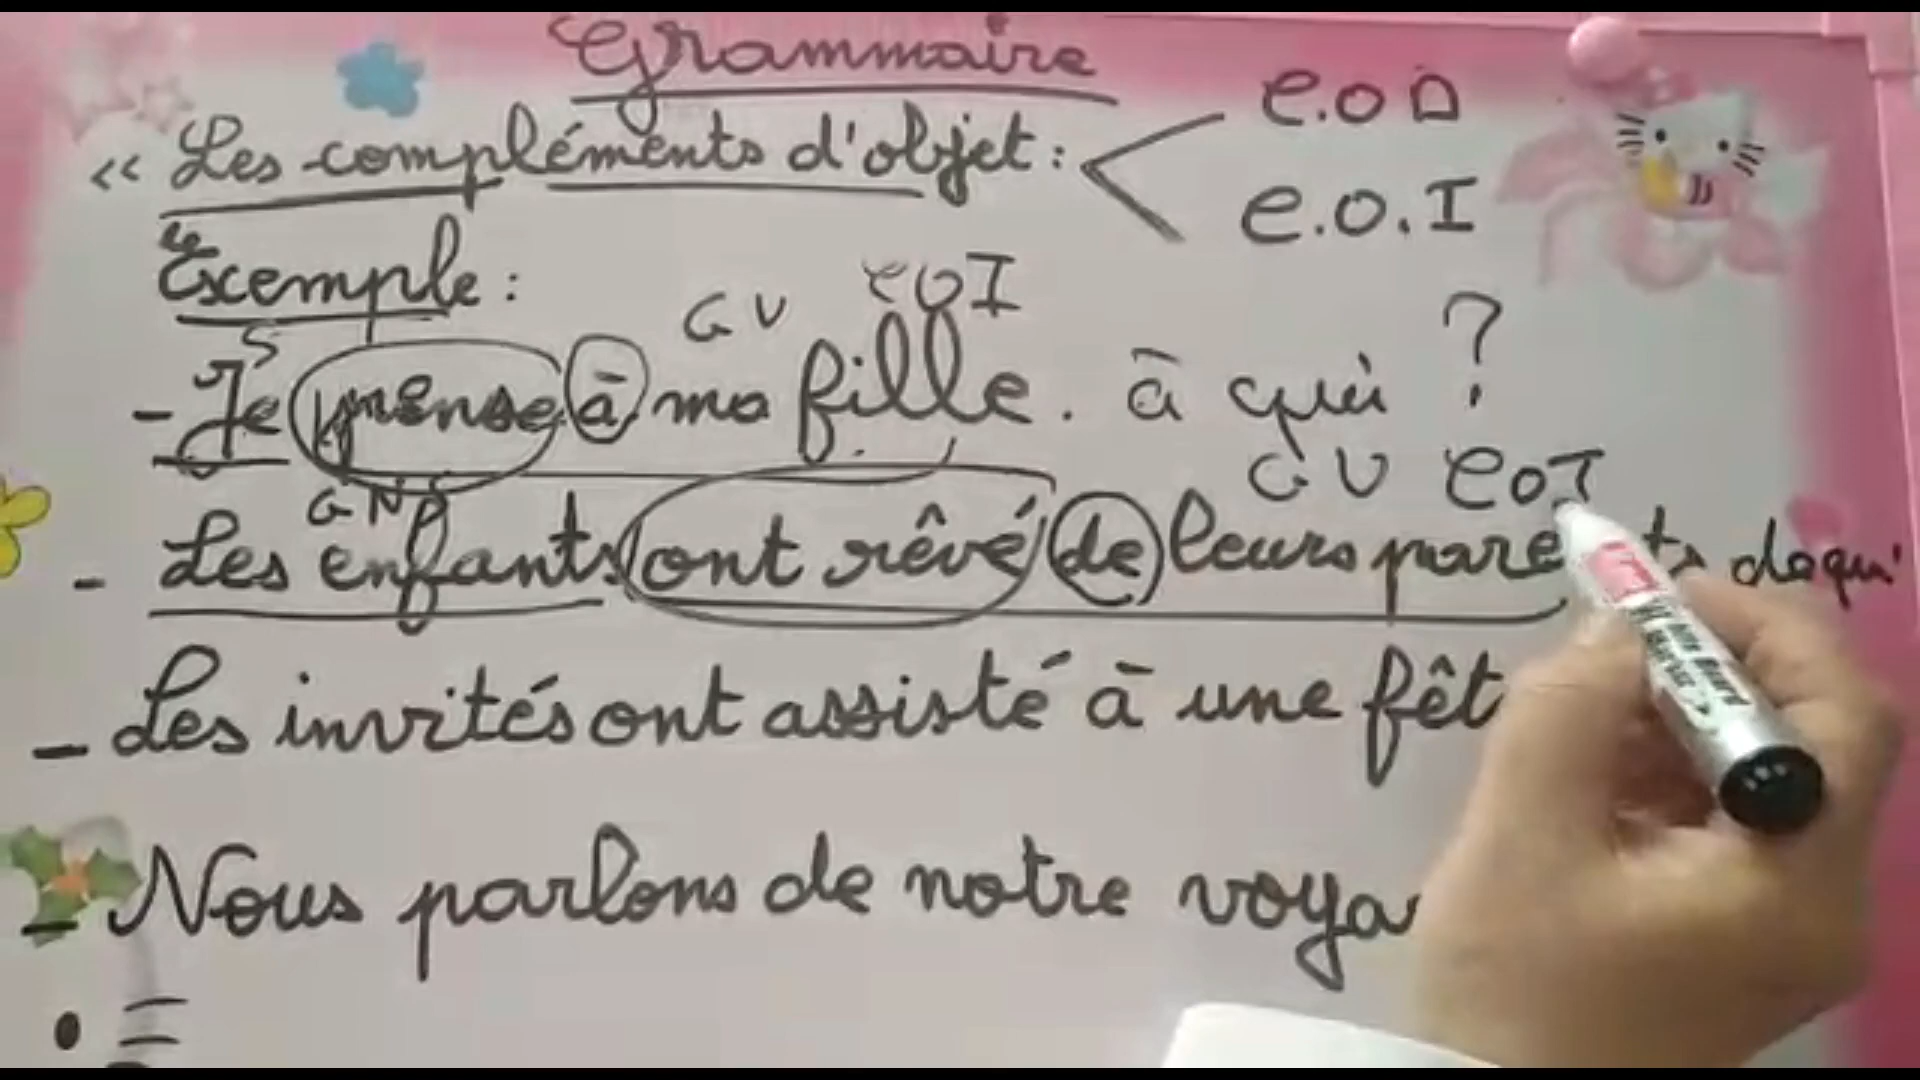 Grammaire
C.O.D
« Les compléments d'objet :
C.O.I
Exemple :
S GV COI
- Je pense à ma fille. à qui ?
GNS GV COI
- Les enfants ont rêvé de leurs parents de qui
- Les invités ont assisté à une fêt
- Nous parlons de notre voya